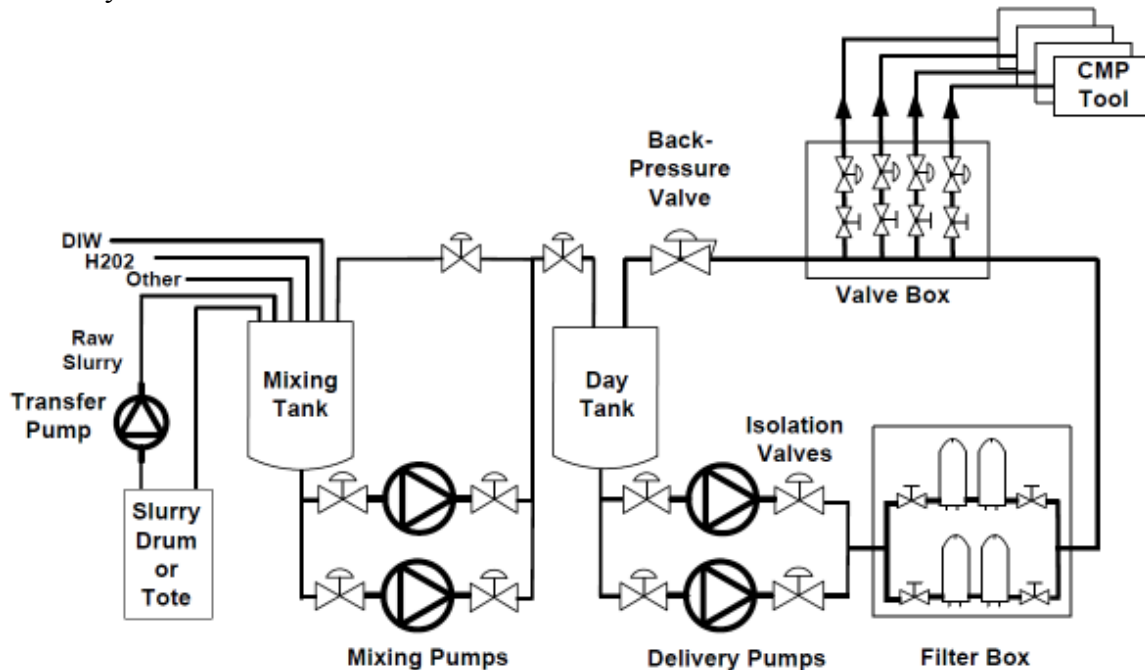 CMP
Tool
Back-
Pressure
Valve
DIW
H202
Other
Valve Box
Raw
Slurry
Mixing
Tank
Day
Tank
Transfer
Pump
Isolation
Valves
Slurry
Drum
or
Tote
Mixing Pumps
Delivery Pumps
Filter Box